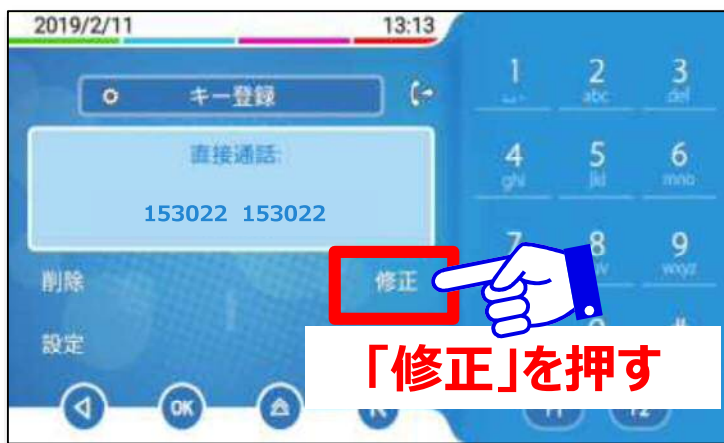 2019/2/11 13:13
キー登録
直接通話:
153022 153022
削除 修正
設定
OK
1 2 3
abc def
4 5 6
ghi jkl mno
7 8 9
wxyz
「修正」を押す